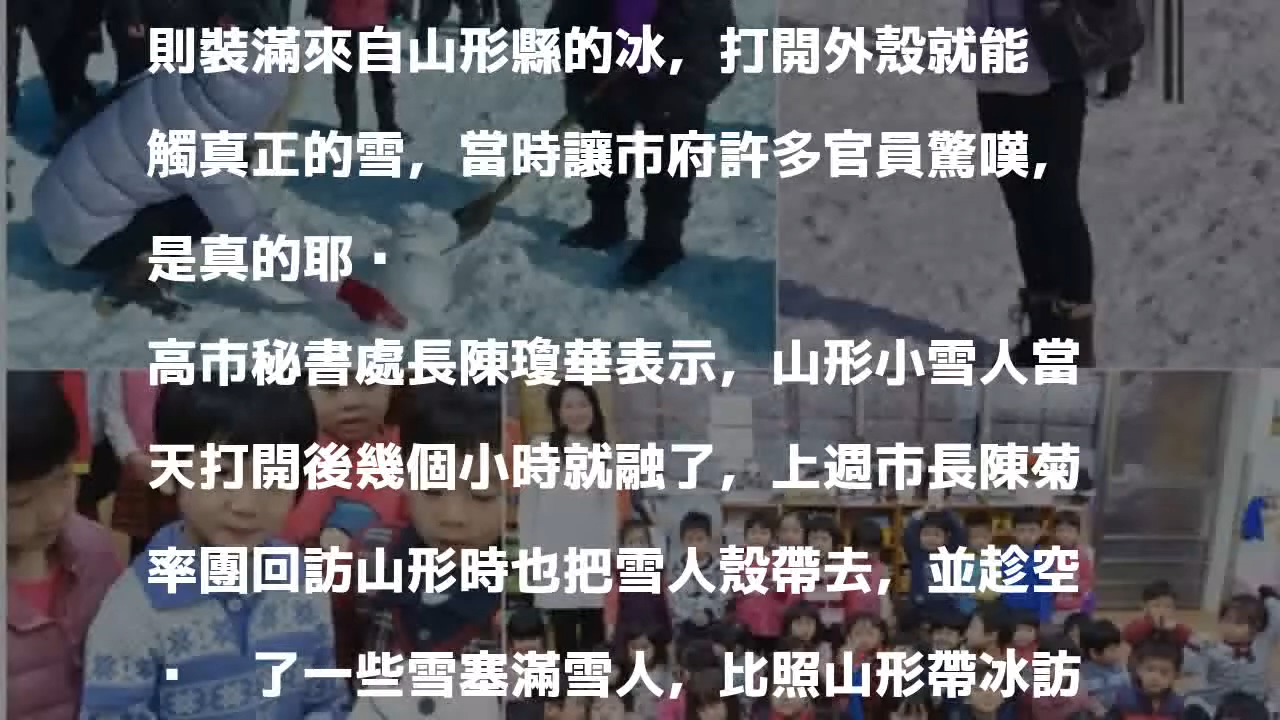 則裝滿來自山形縣的冰，打開外殼就能
觸真正的雪，當時讓市府許多官員驚嘆，
是真的耶▪
高市秘書處長陳瓊華表示，山形小雪人當
天打開後幾個小時就融了，上週市長陳菊
率團回訪山形時也把雪人殼帶去，並趁空
▪　了一些雪塞滿雪人，比照山形帶冰訪